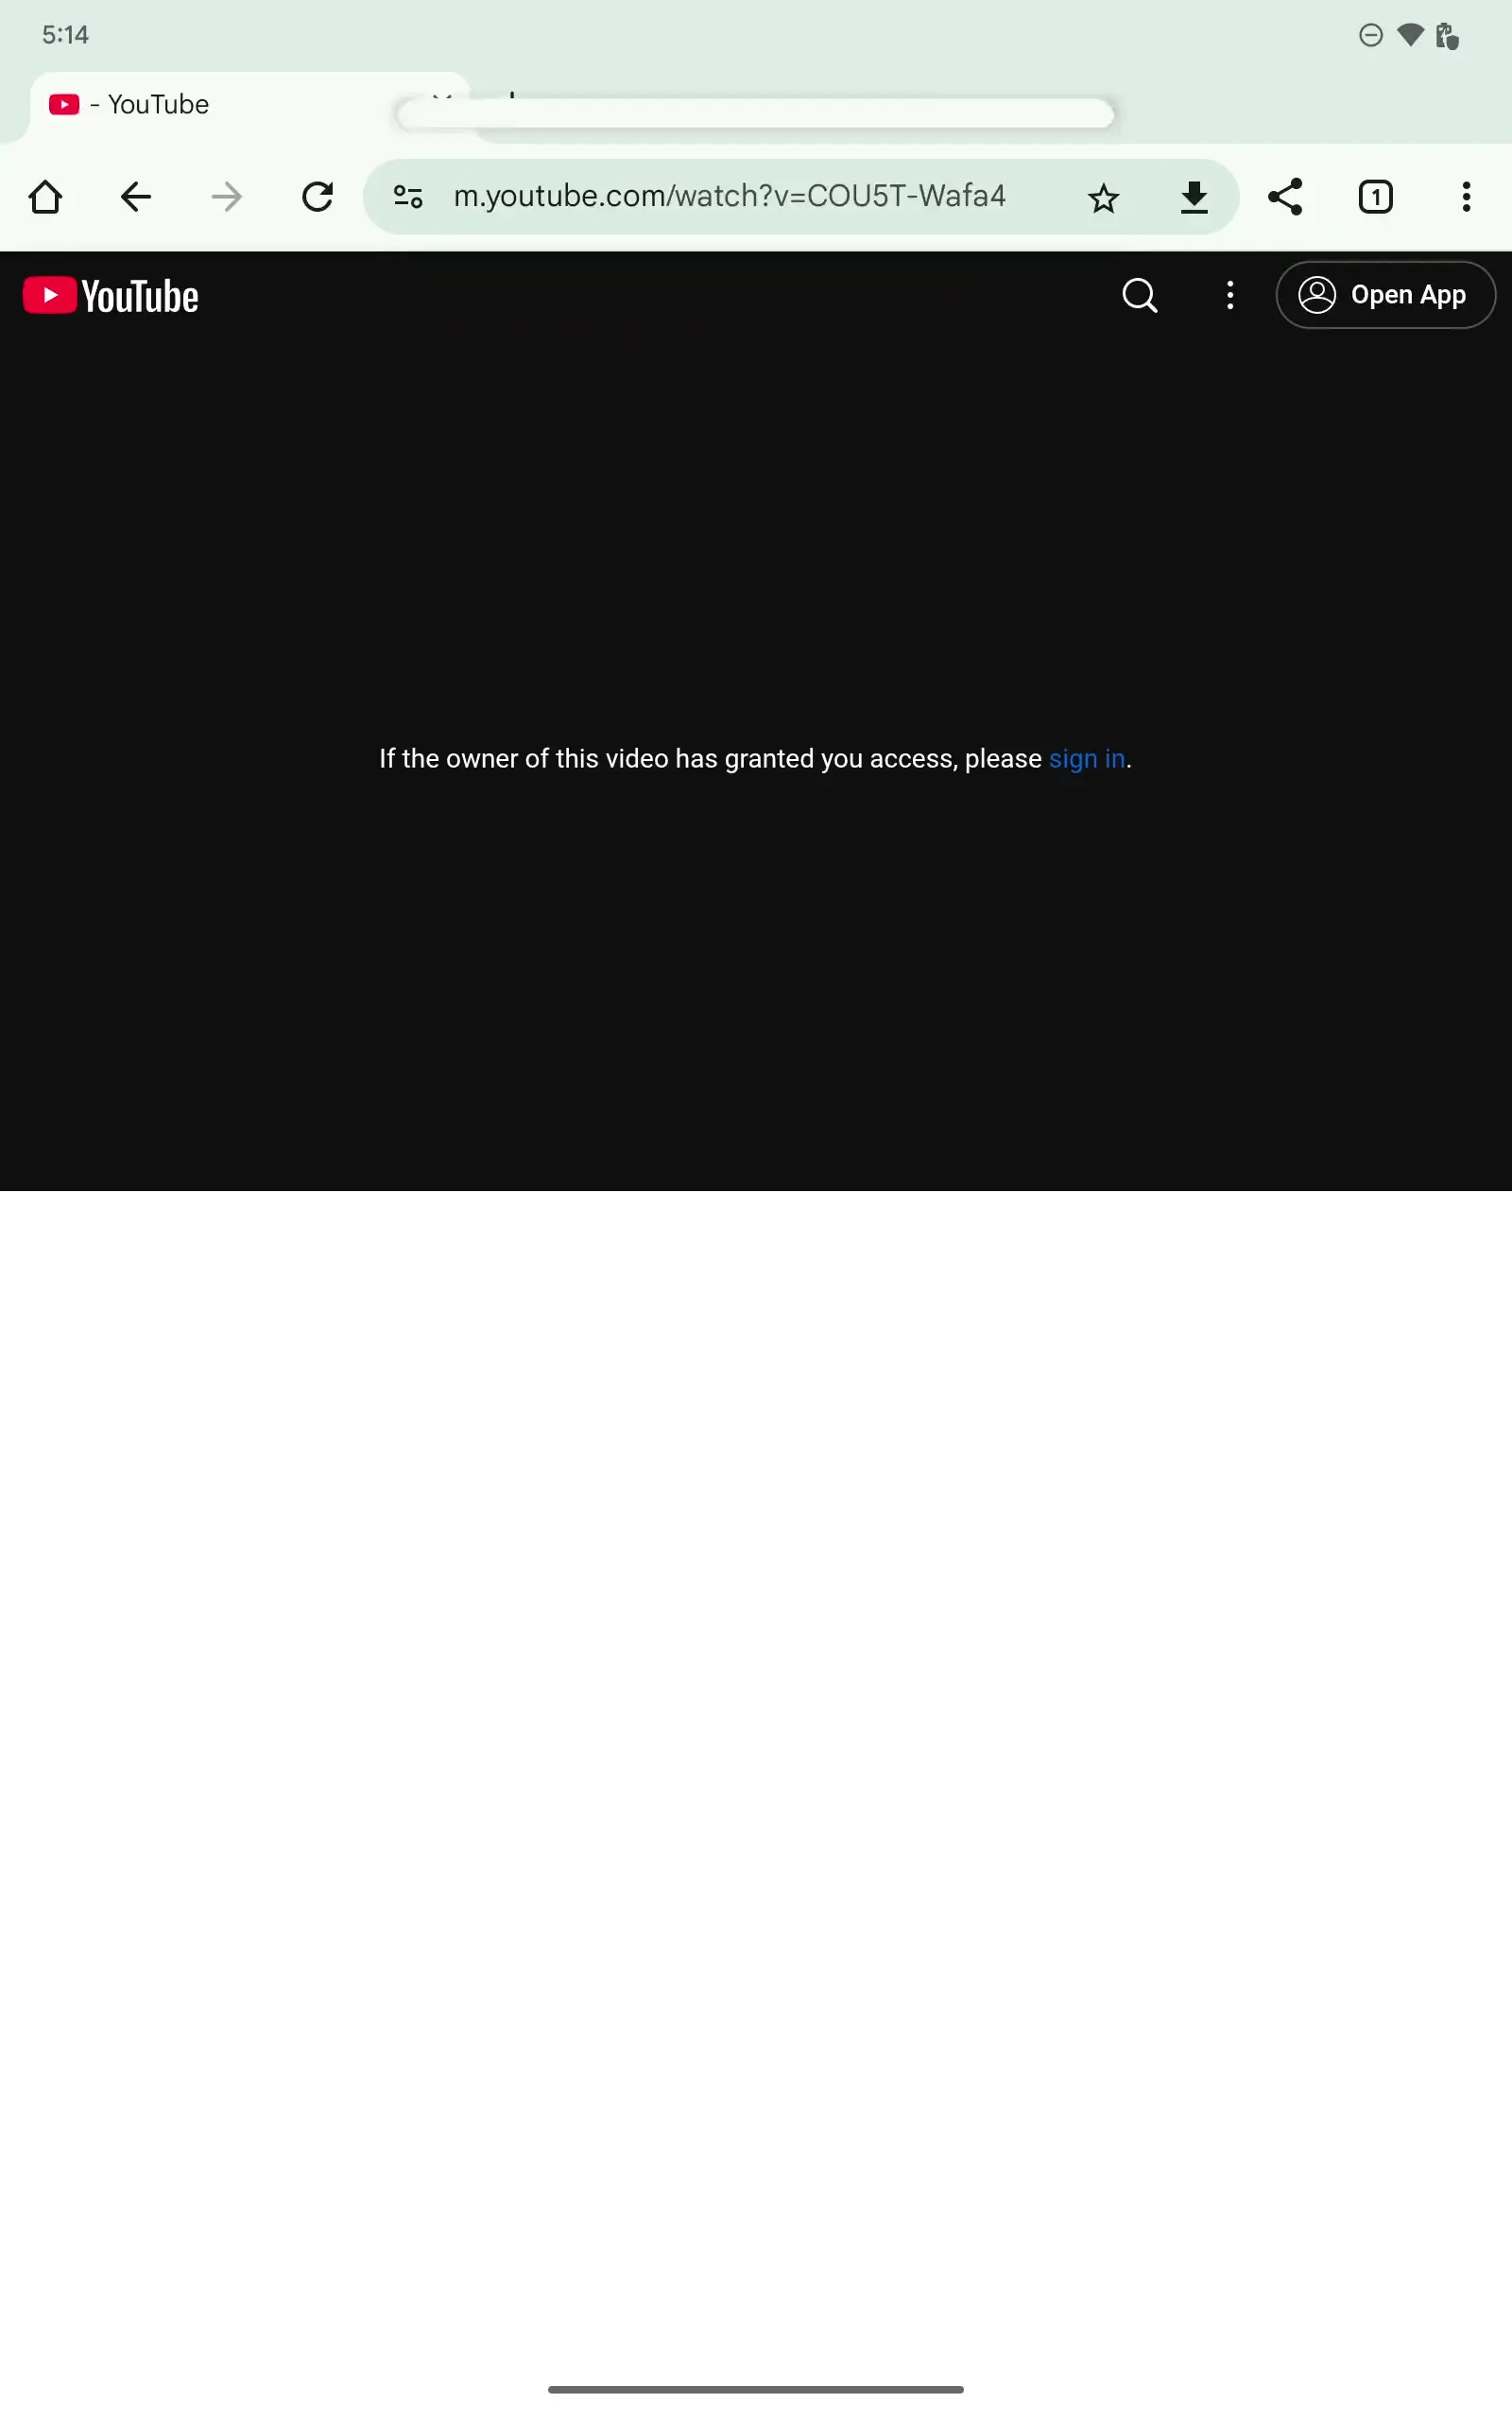 5:14
- YouTube
m.youtube.com/watch?v=COU5T-Wafa4
1
YouTube
Open App
If the owner of this video has granted you access, please sign in.